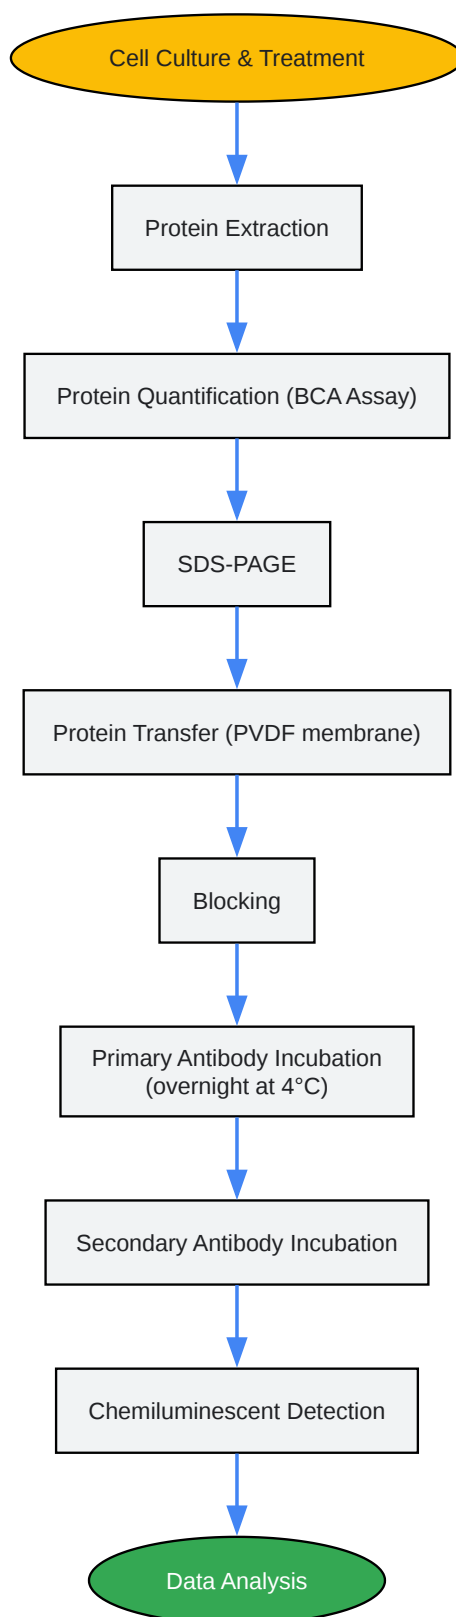 Cell Culture & Treatment
Protein Extraction
Protein Quantification (BCA Assay)
SDS-PAGE
Protein Transfer (PVDF membrane)
Blocking
Primary Antibody Incubation
(overnight at 4°C)
Secondary Antibody Incubation
Chemiluminescent Detection
Data Analysis